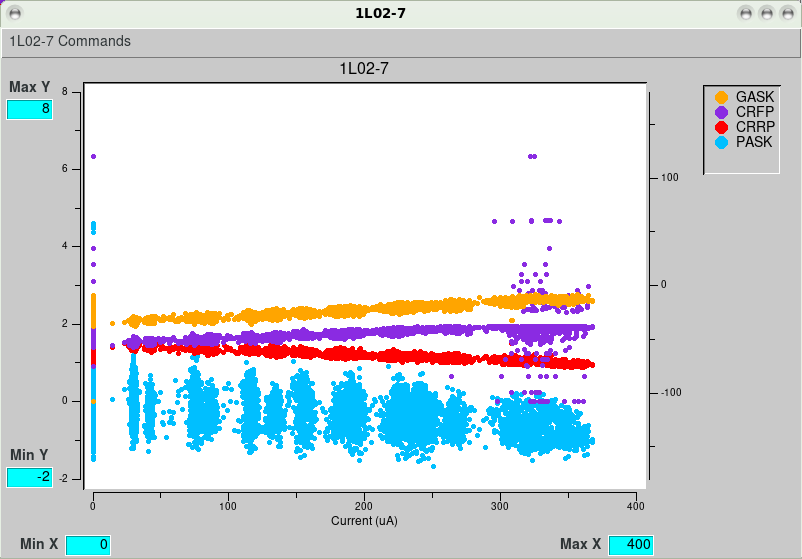 1L02-7
1L02-7 Commands
1L02-7
Max Y
8
8
6
4
2
0
-2
100
0
-100
GASK
CRFP
CRRP
PASK
Min Y
-2
0
100
200
300
400
Current (uA)
Min X
0
Max X
400